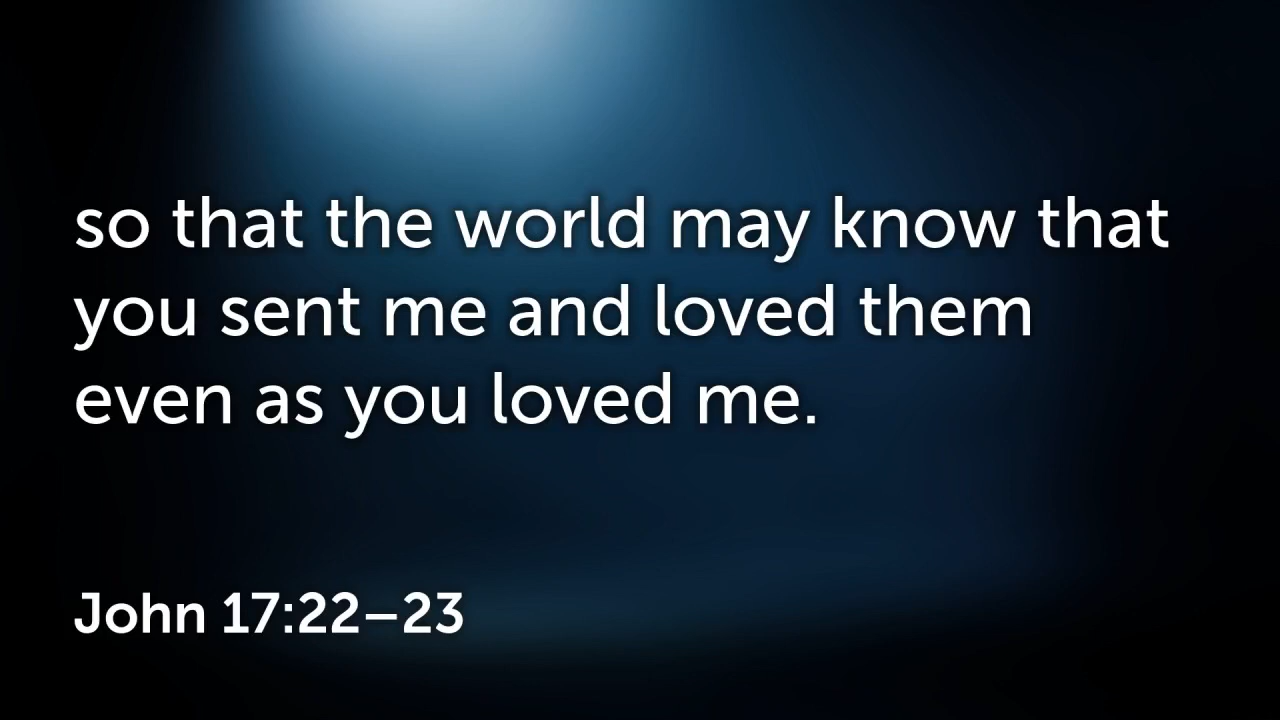 so that the world may know that
you sent me and loved them
even as you loved me.
John 17:22–23